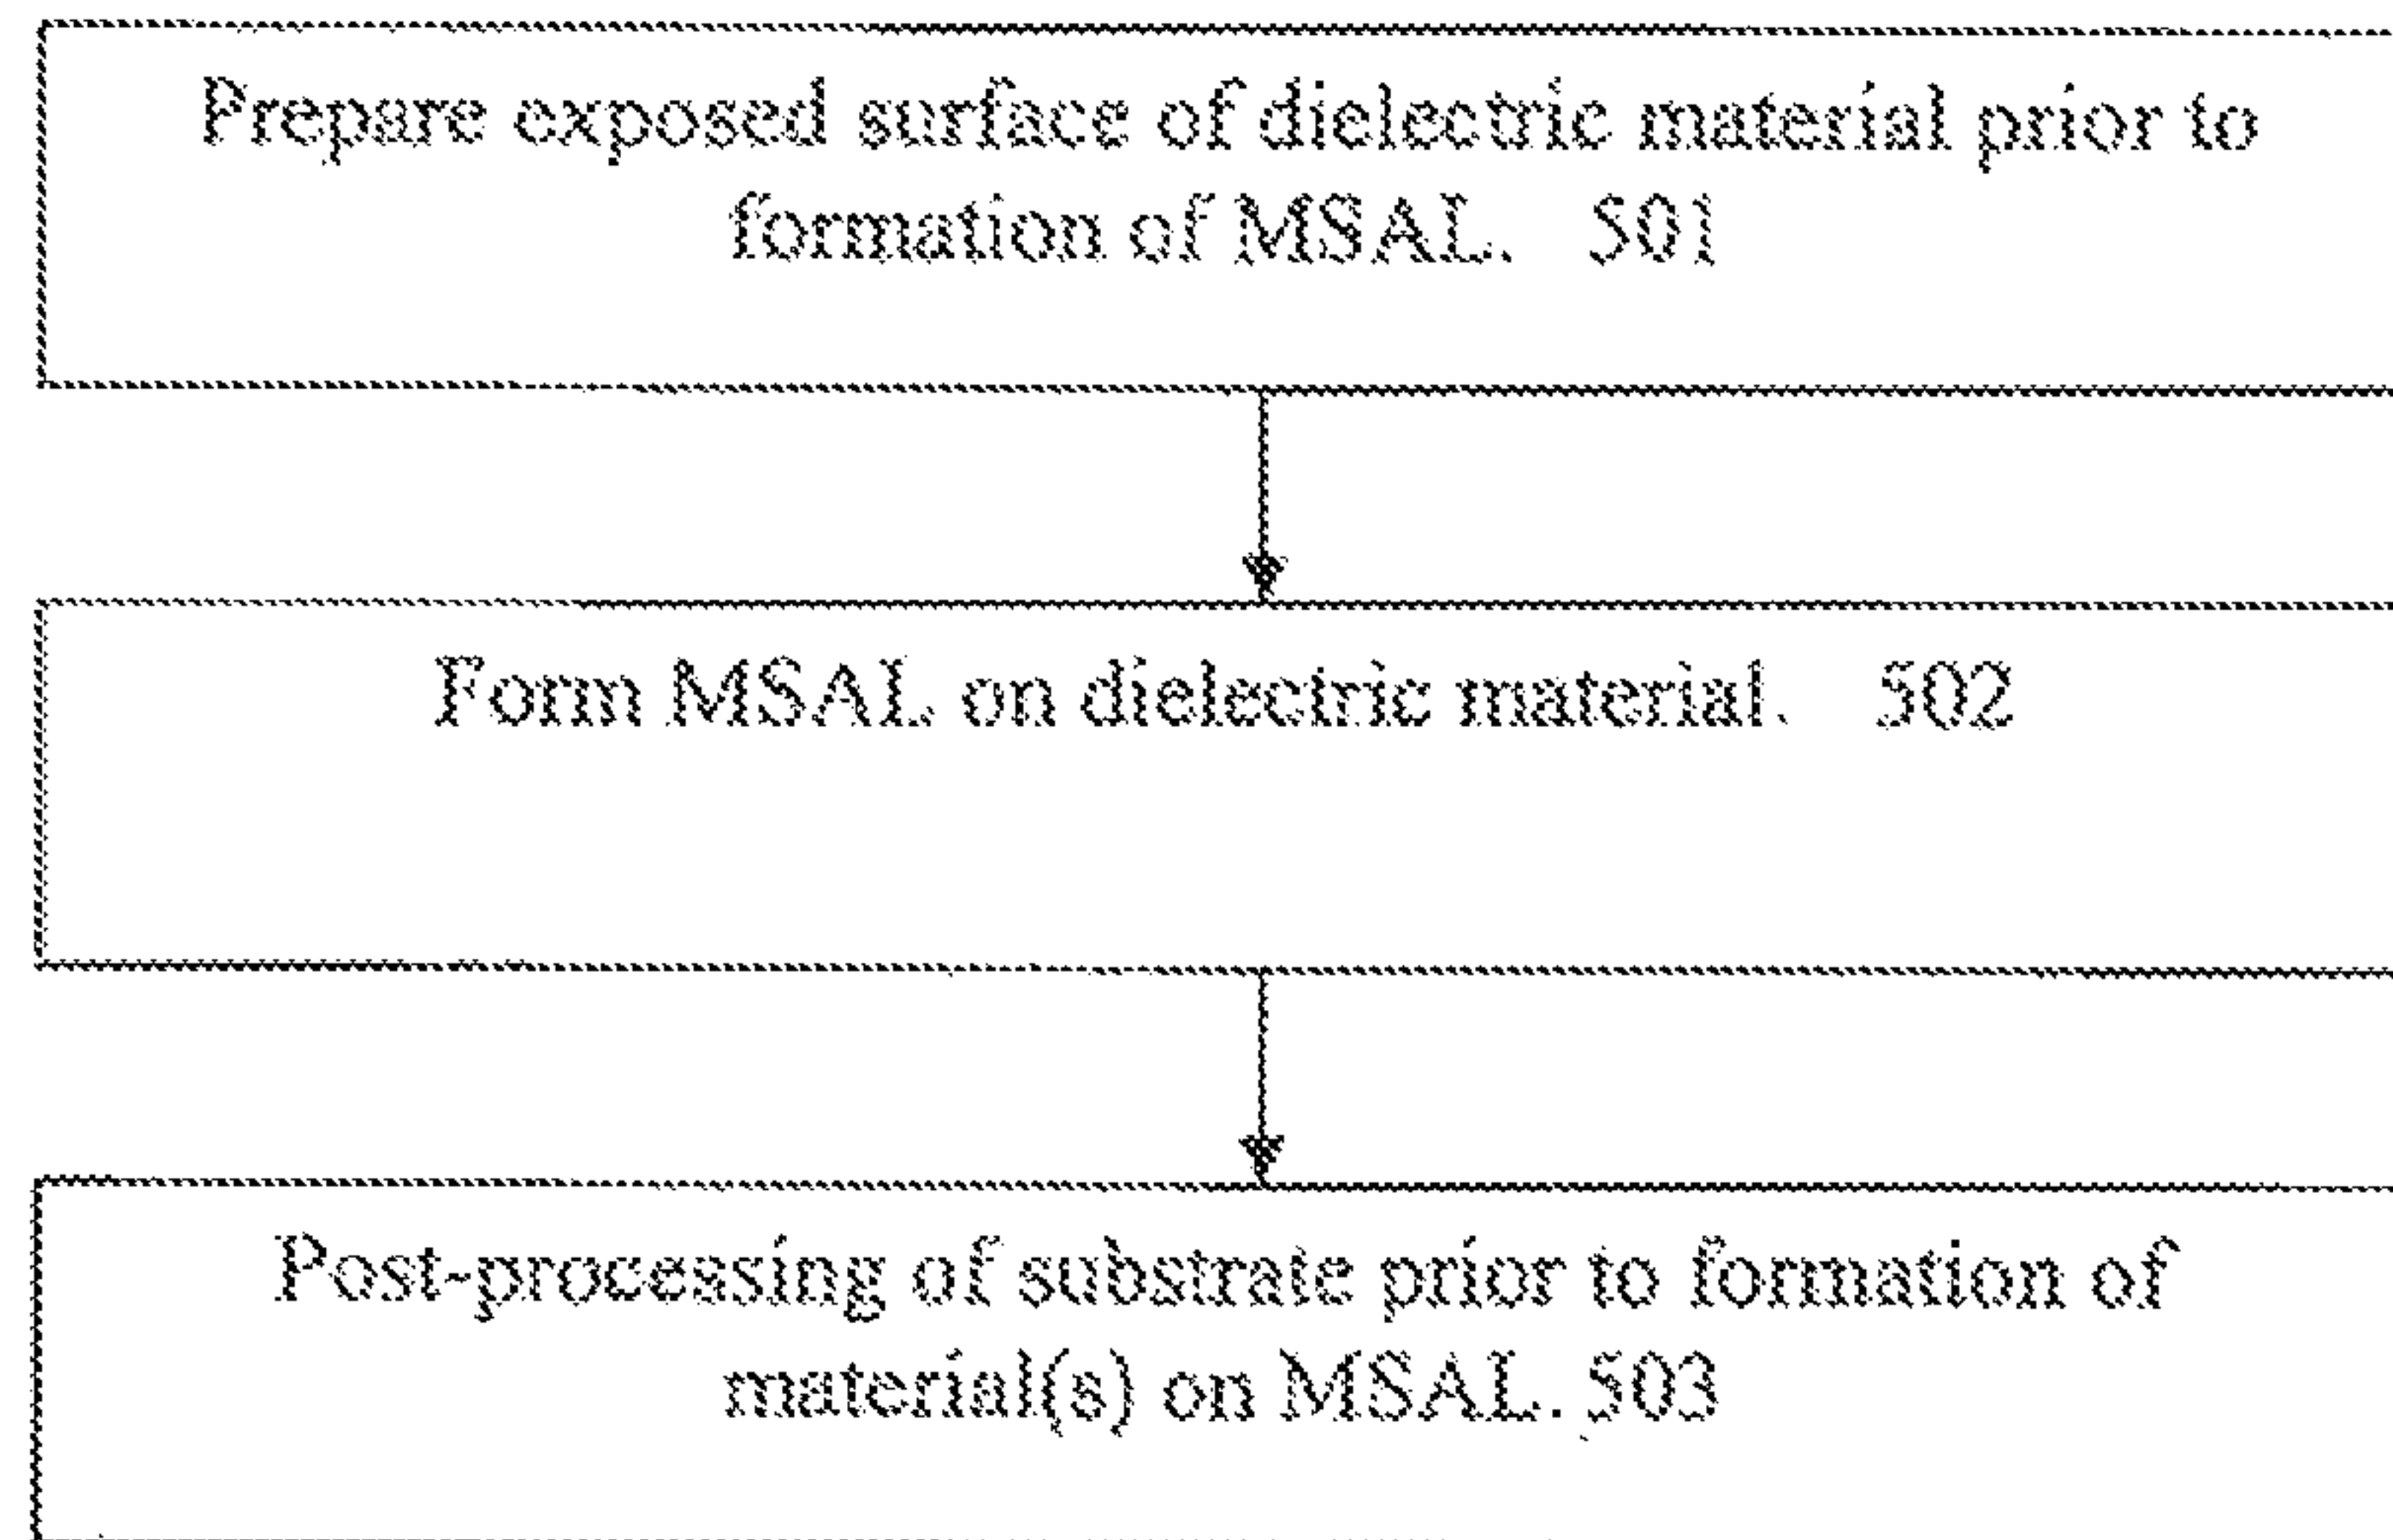 Prepare exposed surface of dielectric material prior to
formation of MSAL. 501
Form MSAL on dielectric material. 502
Post-processing of substrate prior to formation of
material(s) on MSAL. 503